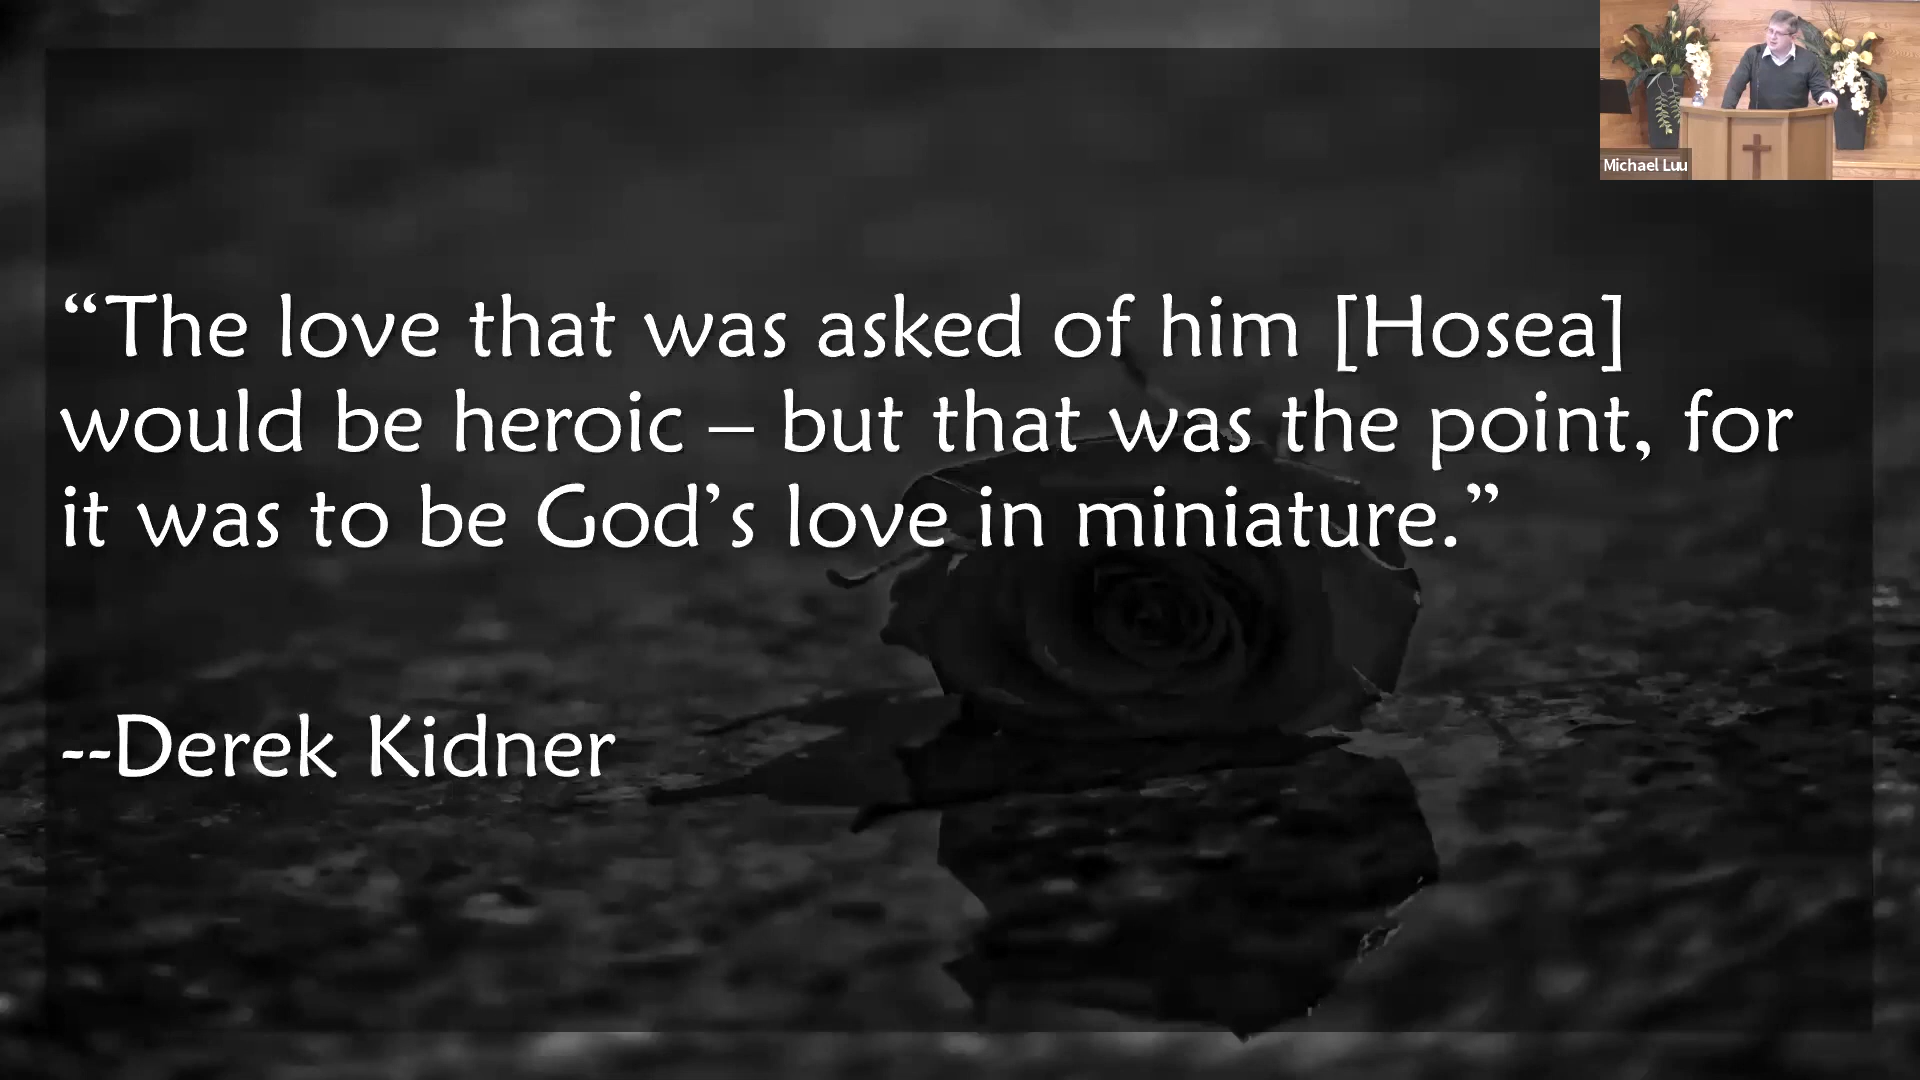 Michael Luu
“The love that was asked of him [Hosea]
would be heroic – but that was the point, for
it was to be God’s love in miniature.”
--Derek Kidner